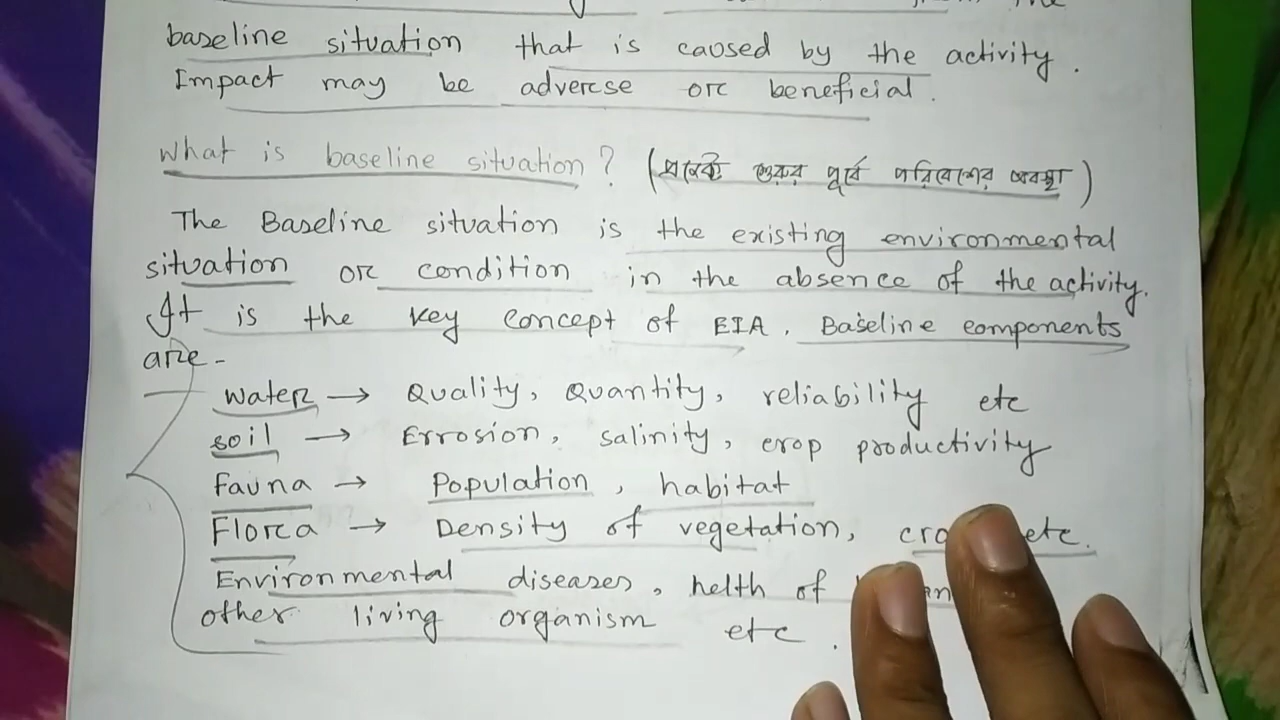 the
baseline situation that is caused by the activity.
Impact may be adverse or beneficial.
What is baseline situation? (প্রজেক্ট শুরুর পূর্বে পরিবেশের অবস্থা)
The Baseline situation is the existing environmental
situation or condition in the absence of the activity.
It is the key concept of EIA. Baseline components
are-
water → Quality, Quantity, reliability etc
soil → Errosion, salinity, crop productivity
Fauna → Population, habitat
Flora → Density of vegetation, etc.
Environmental diseases, helth of
other living organism etc.